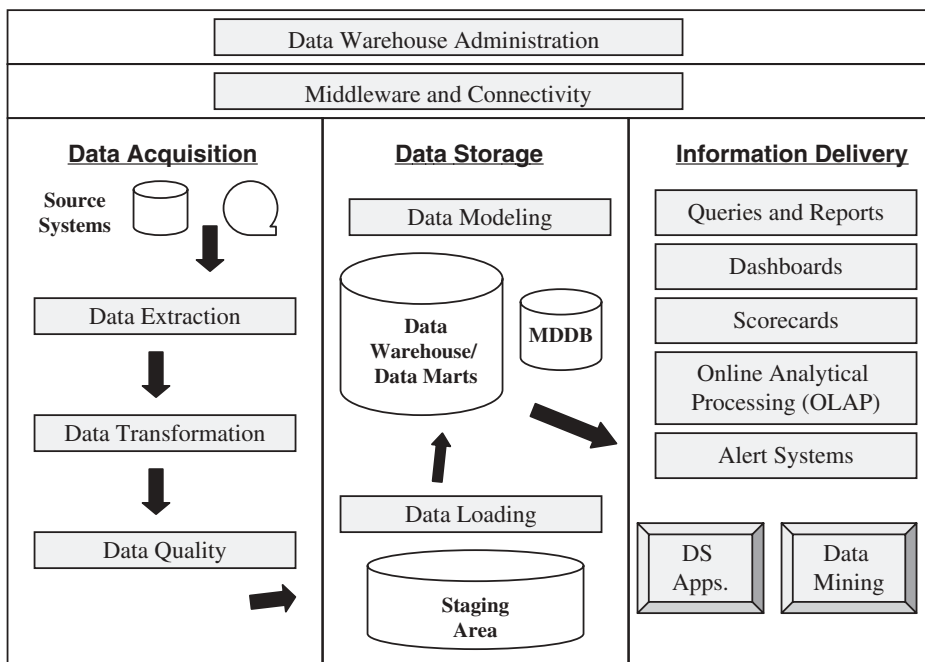 Data Warehouse Administration
Middleware and Connectivity
Data Acquisition
Source
Systems
Data Extraction
Data Transformation
Data Quality
Data Storage
Data Modeling
Data
Warehouse/
Data Marts
MDDB
Data Loading
Staging
Area
Information Delivery
Queries and Reports
Dashboards
Scorecards
Online Analytical
Processing (OLAP)
Alert Systems
DS
Apps.
Data
Mining